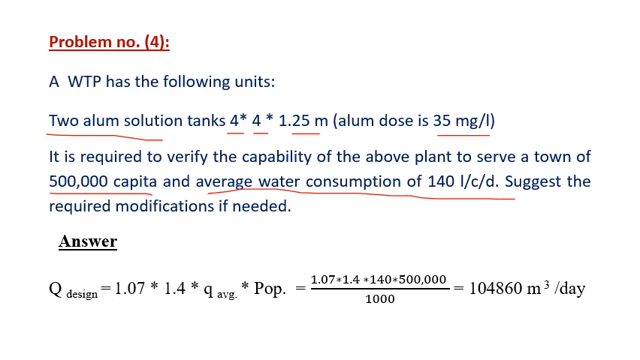 Problem no. (4):
A WTP has the following units:
Two alum solution tanks 4* 4 * 1.25 m (alum dose is 35 mg/l)
It is required to verify the capability of the above plant to serve a town of
500,000 capita and average water consumption of 140 l/c/d. Suggest the
required modifications if needed.
Answer
Q design = 1.07 * 1.4 * q avg. * Pop. = 1.07*1.4 *140*500,000 / 1000 = 104860 m 3 /day